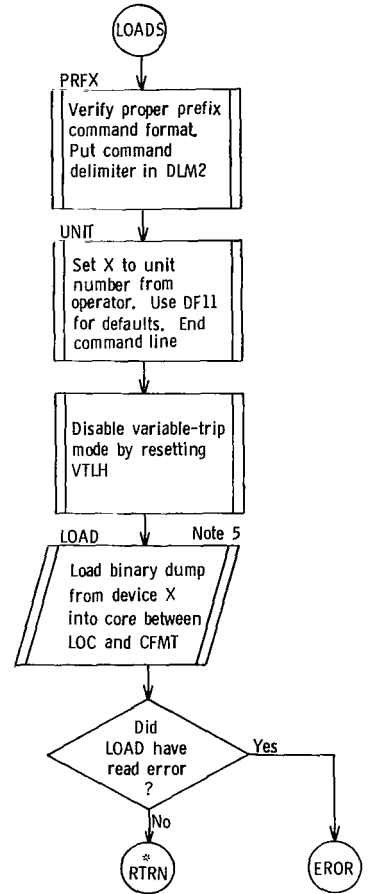 LOADS
PRFX
Verify proper prefix
command format.
Put command
delimiter in DLM2
UNIT
Set X to unit
number from
operator. Use DF11
for defaults. End
command line
Disable variable-trip
mode by resetting
VTLH
LOAD Note 5
Load binary dump
from device X
into core between
LOC and CFMT
Did
LOAD have
read error
?
Yes
No
*
RTRN
EROR